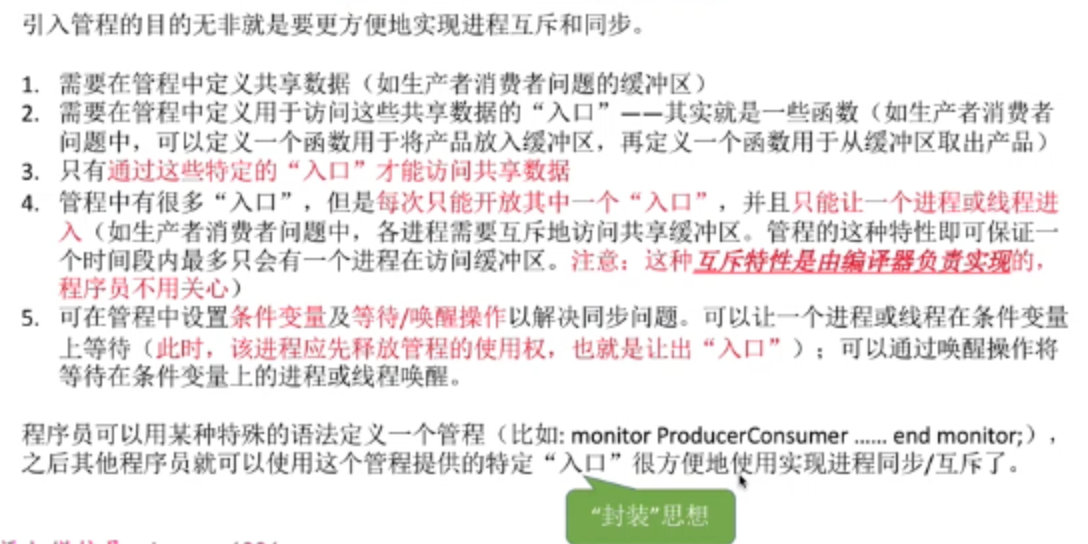 引入管程的目的无非就是要更方便地实现进程互斥和同步。
1. 需要在管程中定义共享数据（如生产者消费者问题的缓冲区）
2. 需要在管程中定义用于访问这些共享数据的“入口”——其实就是一些函数（如生产者消费者
问题中，可以定义一个函数用于将产品放入缓冲区，再定义一个函数用于从缓冲区取出产品）
3. 只有通过这些特定的“入口”才能访问共享数据
4. 管程中有很多“入口”，但是每次只能开放其中一个“入口”，并且只能让一个进程或线程进
入（如生产者消费者问题中，各进程需要互斥地访问共享缓冲区。管程的这种特性即可保证一
个时间段内最多只会有一个进程在访问缓冲区。注意：这种互斥特性是由编译器负责实现的，
程序员不用关心）
5. 可在管程中设置条件变量及等待/唤醒操作以解决同步问题。可以让一个进程或线程在条件变量
上等待（此时，该进程应先释放管程的使用权，也就是让出“入口”）；可以通过唤醒操作将
等待在条件变量上的进程或线程唤醒。
程序员可以用某种特殊的语法定义一个管程（比如: monitor ProducerConsumer ...... end monitor;），
之后其他程序员就可以使用这个管程提供的特定“入口”很方便地使用实现进程同步/互斥了。
“封装”思想